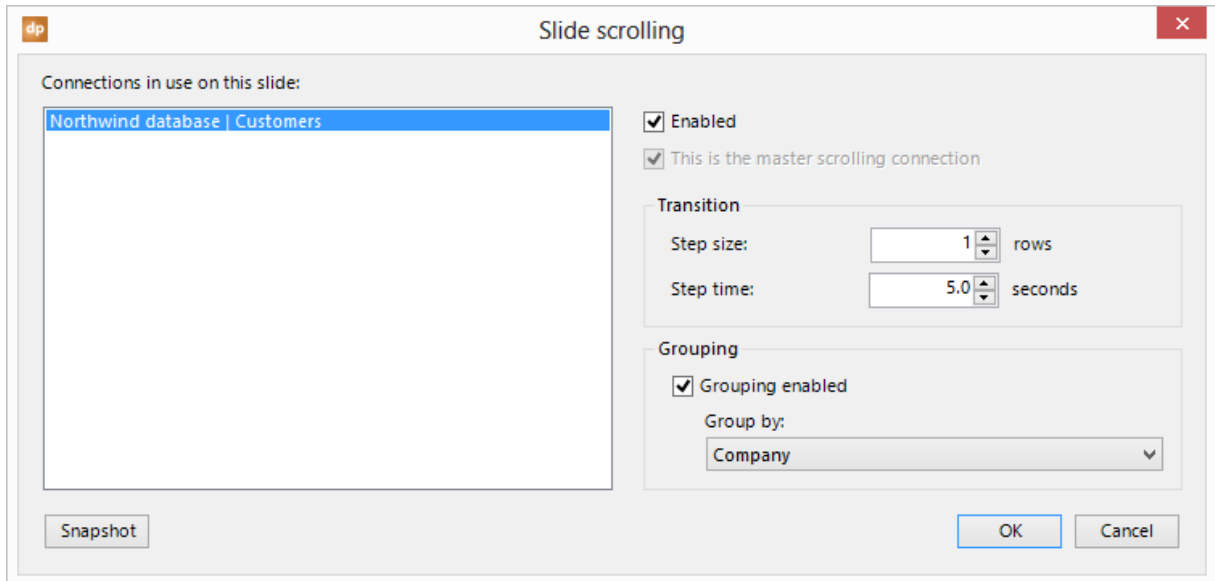 dp
Slide scrolling
Connections in use on this slide:
Northwind database | Customers
Enabled
This is the master scrolling connection
Transition
Step size: 1 rows
Step time: 5.0 seconds
Grouping
Grouping enabled
Group by:
Company
Snapshot OK Cancel